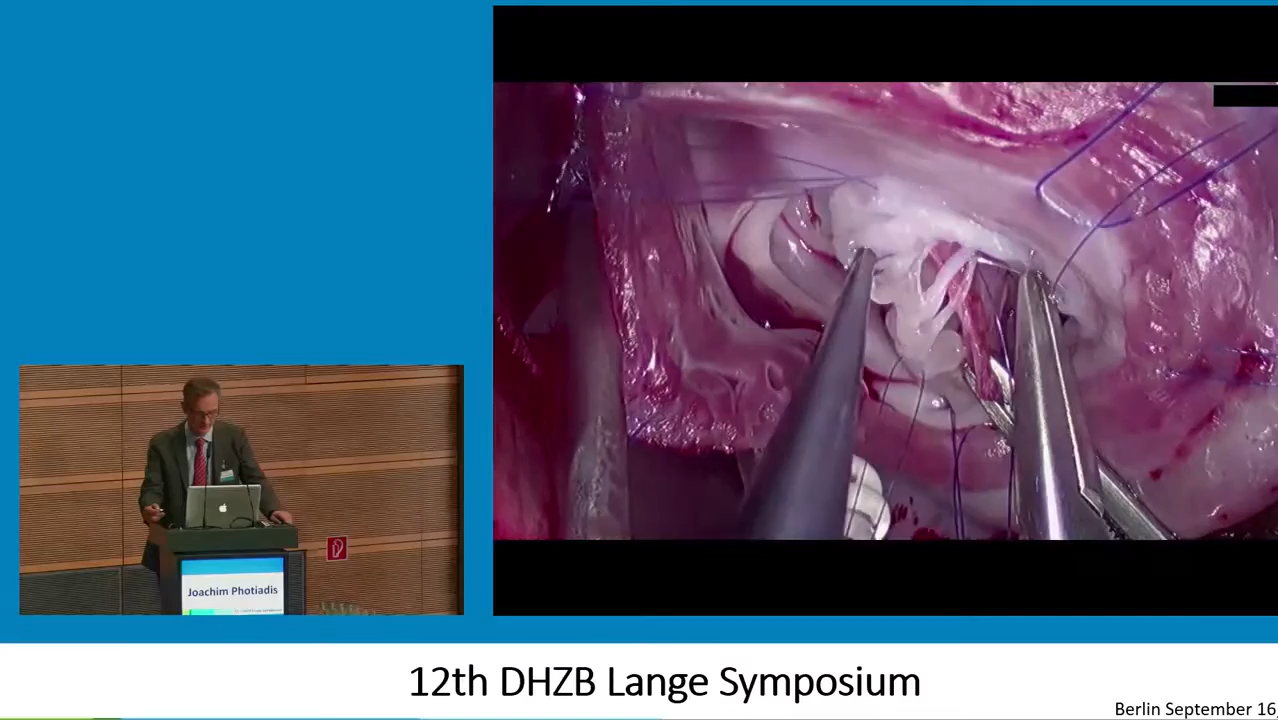 Joachim Photiadis
12th DHZB Lange Symposium
Berlin September 16,